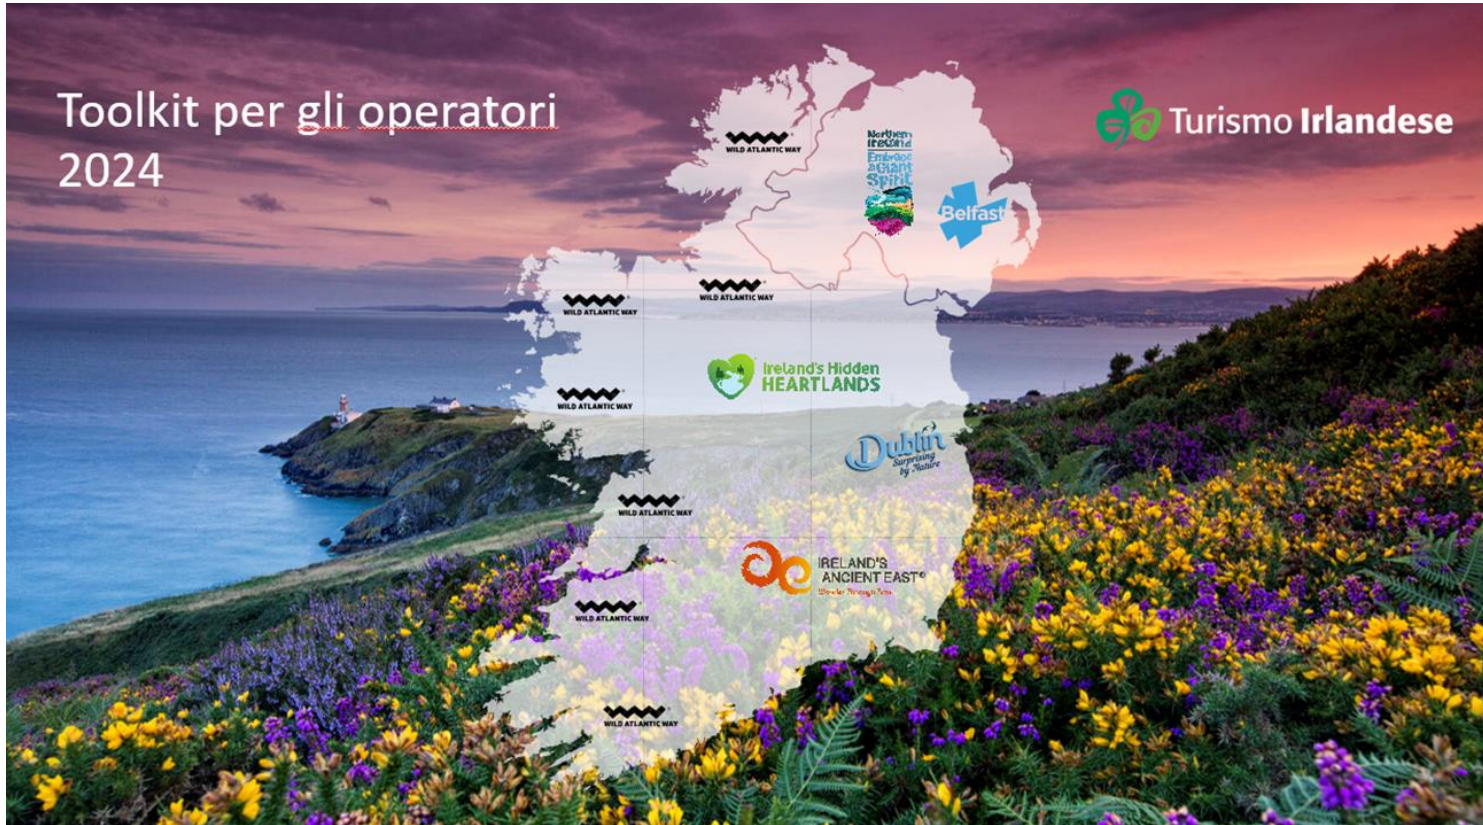 Toolkit per gli operatori
2024
Turismo Irlandese
WILD ATLANTIC WAY
Northern
Ireland
Embrace
a Giant
Spirit
Belfast
WILD ATLANTIC WAY
WILD ATLANTIC WAY
Ireland's Hidden
HEARTLANDS
WILD ATLANTIC WAY
Dublin
Surprising
by Nature
WILD ATLANTIC WAY
IRELAND'S
ANCIENT EAST®
WILD ATLANTIC WAY
WILD ATLANTIC WAY